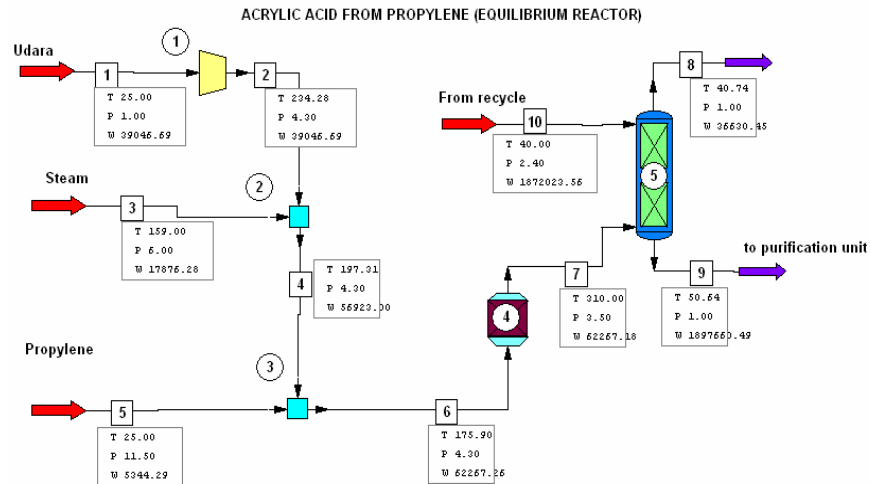 ACRYLIC ACID FROM PROPYLENE (EQUILIBRIUM REACTOR)
Udara
1
1
T 25.00
P 1.00
W 39046.69
2
T 234.28
P 4.30
W 39046.69
Steam
3
T 159.00
P 6.00
W 17876.28
2
4
T 197.31
P 4.30
W 56923.00
Propylene
5
T 25.00
P 11.50
W 5344.29
3
6
T 175.90
P 4.30
W 62267.26
4
7
T 310.00
P 3.50
W 62267.18
From recycle
10
T 40.00
P 2.40
W 1872023.56
5
8
T 40.74
P 1.00
W 36630.45
to purification unit
9
T 50.64
P 1.00
W 1897660.49